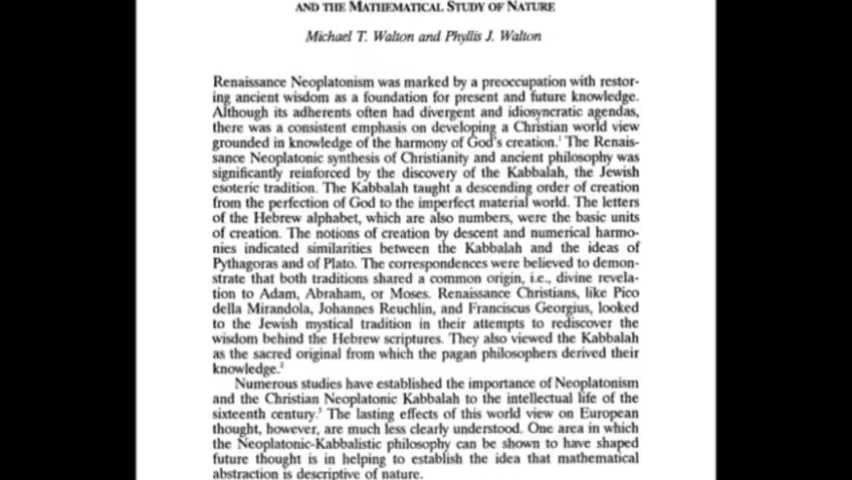 AND THE MATHEMATICAL STUDY OF NATURE
Michael T. Walton and Phyllis J. Walton
Renaissance Neoplatonism was marked by a preoccupation with restor-
ing ancient wisdom as a foundation for present and future knowledge.
Although its adherents often had divergent and idiosyncratic agendas,
there was a consistent emphasis on developing a Christian world view
grounded in knowledge of the harmony of God's creation.¹ The Renais-
sance Neoplatonic synthesis of Christianity and ancient philosophy was
significantly reinforced by the discovery of the Kabbalah, the Jewish
esoteric tradition. The Kabbalah taught a descending order of creation
from the perfection of God to the imperfect material world. The letters
of the Hebrew alphabet, which are also numbers, were the basic units
of creation. The notions of creation by descent and numerical harmo-
nies indicated similarities between the Kabbalah and the ideas of
Pythagoras and of Plato. The correspondences were believed to demon-
strate that both traditions shared a common origin, i.e., divine revela-
tion to Adam, Abraham, or Moses. Renaissance Christians, like Pico
della Mirandola, Johannes Reuchlin, and Franciscus Georgius, looked
to the Jewish mystical tradition in their attempts to rediscover the
wisdom behind the Hebrew scriptures. They also viewed the Kabbalah
as the sacred original from which the pagan philosophers derived their
knowledge.²
Numerous studies have established the importance of Neoplatonism
and the Christian Neoplatonic Kabbalah to the intellectual life of the
sixteenth century.³ The lasting effects of this world view on European
thought, however, are much less clearly understood. One area in which
the Neoplatonic-Kabbalistic philosophy can be shown to have shaped
future thought is in helping to establish the idea that mathematical
abstraction is descriptive of nature.